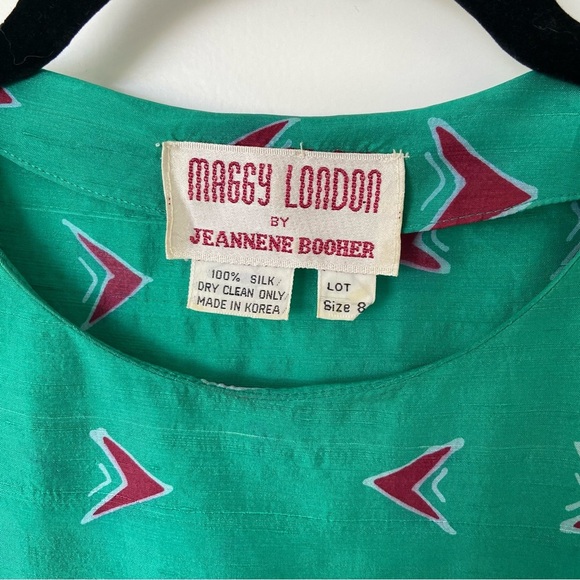 MAGGY LONDON
BY
JEANNENE BOOHER
100% SILK
DRY CLEAN ONLY
MADE IN KOREA
LOT
Size 8